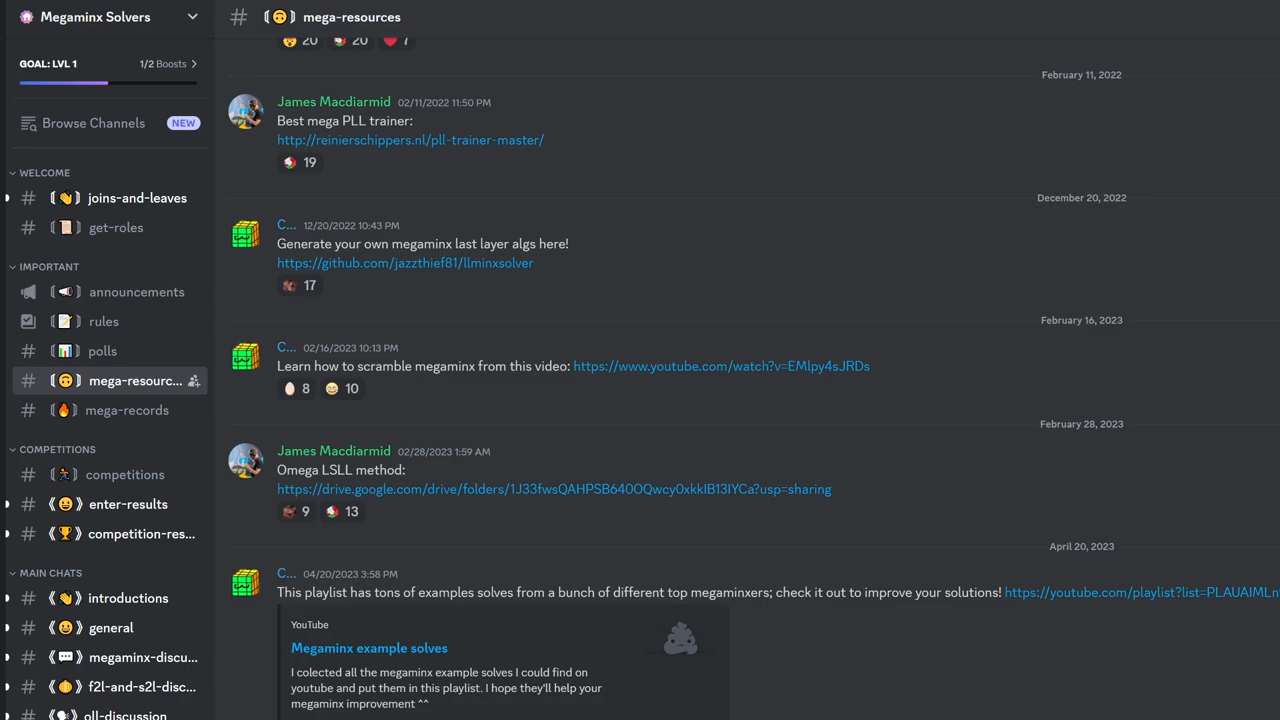 Megaminx Solvers
GOAL: LVL 1
1/2 Boosts
Browse Channels
NEW
WELCOME
joins-and-leaves
get-roles
IMPORTANT
announcements
rules
polls
mega-resourc...
mega-records
COMPETITIONS
competitions
enter-results
competition-res...
MAIN CHATS
introductions
general
megaminx-discu...
f2l-and-s2l-disc...
oll-discussion
mega-resources
20 20 7
February 11, 2022
James Macdiarmid 02/11/2022 11:50 PM
Best mega PLL trainer:
http://reinierschippers.nl/pll-trainer-master/
19
December 20, 2022
C... 12/20/2022 10:43 PM
Generate your own megaminx last layer algs here!
https://github.com/jazzthief81/llminxsolver
17
February 16, 2023
C... 02/16/2023 10:13 PM
Learn how to scramble megaminx from this video: https://www.youtube.com/watch?v=EMlpy4sJRDs
8 10
February 28, 2023
James Macdiarmid 02/28/2023 1:59 AM
Omega LSLL method:
https://drive.google.com/drive/folders/1J33fwsQAHPSB640OQwcy0xkkIB13IYCa?usp=sharing
9 13
April 20, 2023
C... 04/20/2023 3:58 PM
This playlist has tons of examples solves from a bunch of different top megaminxers; check it out to improve your solutions! https://youtube.com/playlist?list=PLAUAIMLn
YouTube
Megaminx example solves
I colected all the megaminx example solves I could find on
youtube and put them in this playlist. I hope they'll help your
megaminx improvement ^^